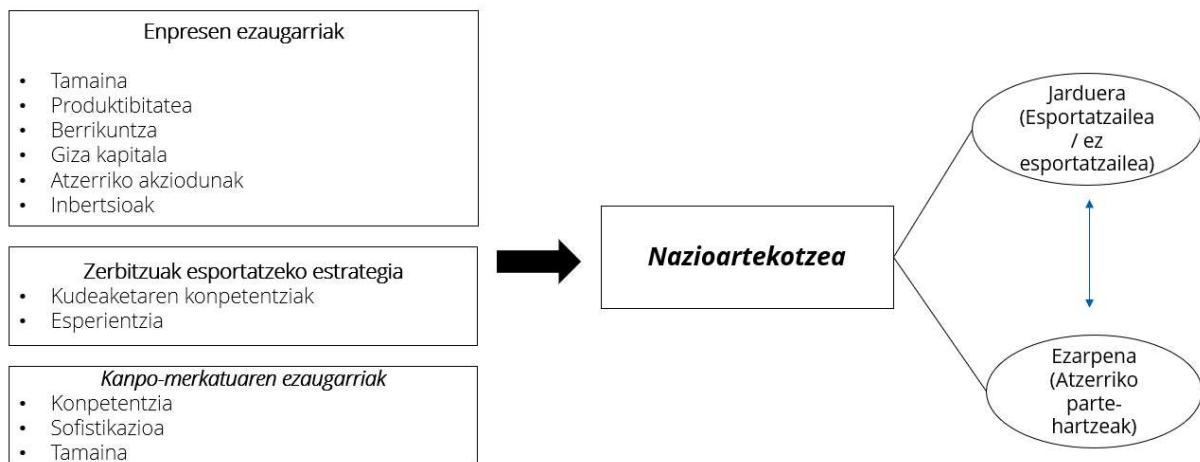 Enpresen ezaugarriak
• Tamaina
• Produktibitatea
• Berrikuntza
• Giza kapitala
• Atzerriko akziodunak
• Inbertsioak
Zerbitzuak esportatzeko estrategia
• Kudeaketaren konpetentziak
• Esperientzia
Kanpo-merkatuaren ezaugarriak
• Konpetentzia
• Sofistikazioa
• Tamaina
Nazioartekotzea
Jarduera
(Esportatzailea
/ ez
esportatzailea)
Ezarpena
(Atzerriko
parte-
hartzeak)